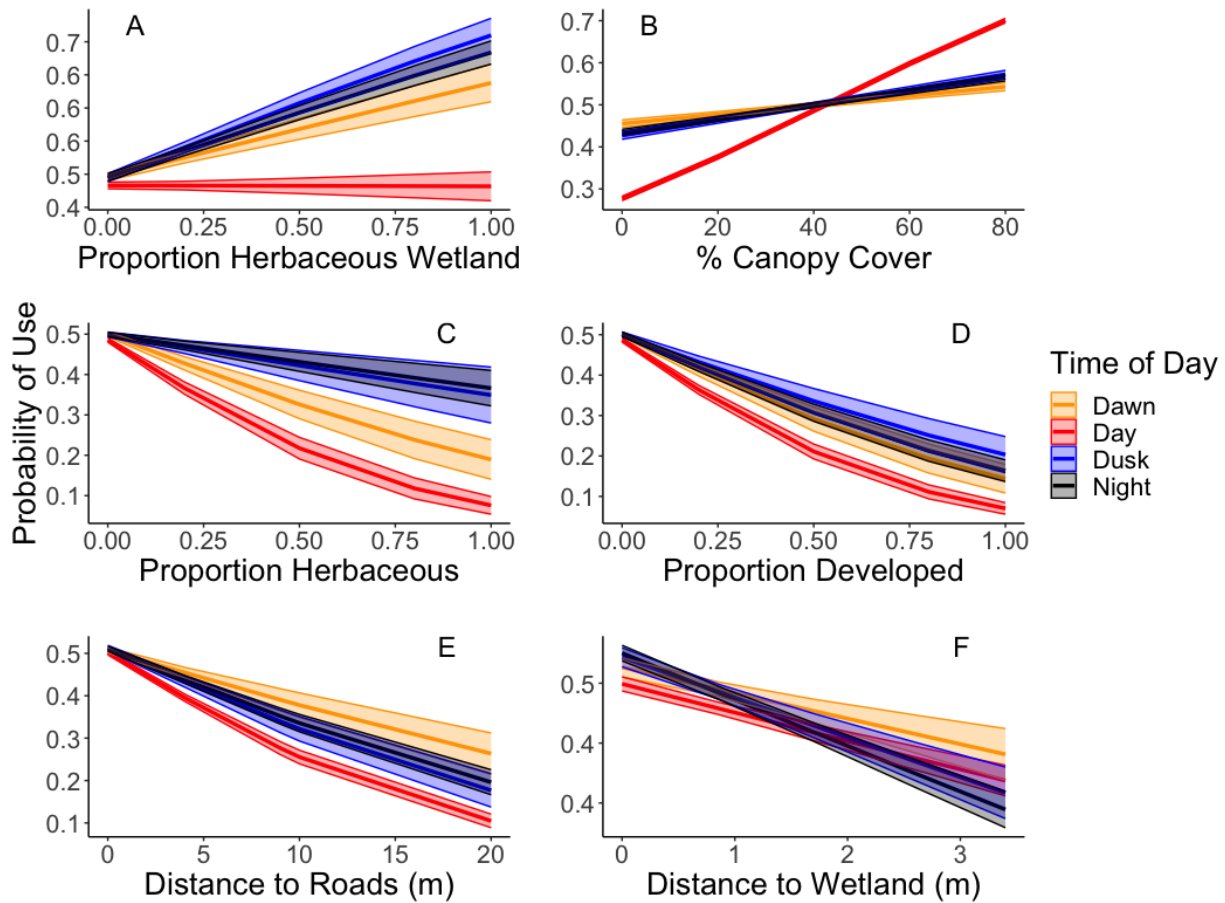 A
0.7
0.6
0.6
0.6
0.5
0.4
0.00 0.25 0.50 0.75 1.00
Proportion Herbaceous Wetland
B
0.7
0.6
0.5
0.4
0.3
0 20 40 60 80
% Canopy Cover
Probability of Use
C
0.5
0.4
0.3
0.2
0.1
0.00 0.25 0.50 0.75 1.00
Proportion Herbaceous
D
0.5
0.4
0.3
0.2
0.1
0.00 0.25 0.50 0.75 1.00
Proportion Developed
Time of Day
Dawn
Day
Dusk
Night
E
0.5
0.4
0.3
0.2
0.1
0 5 10 15 20
Distance to Roads (m)
F
0.5
0.4
0.4
0 1 2 3
Distance to Wetland (m)